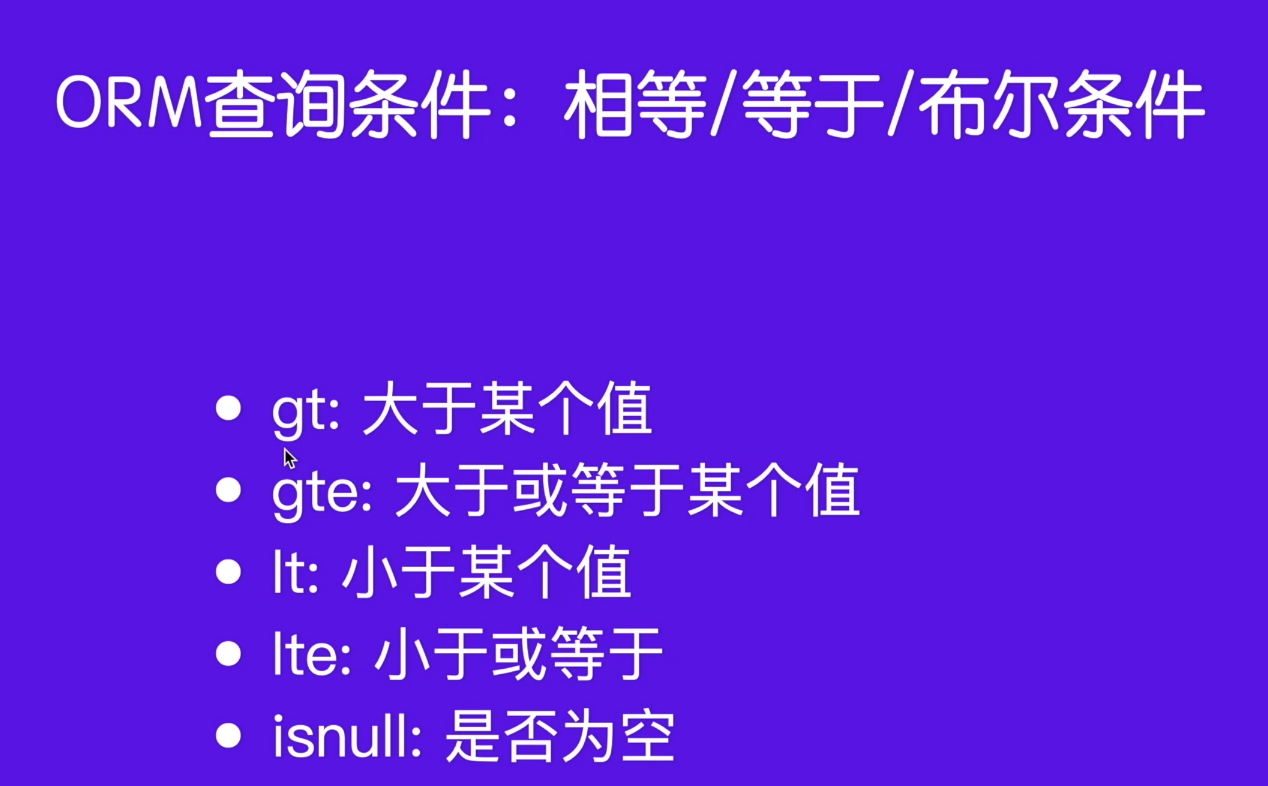 ORM查询条件：相等/等于/布尔条件
• gt: 大于某个值
• gte: 大于或等于某个值
• lt: 小于某个值
• lte: 小于或等于
• isnull: 是否为空